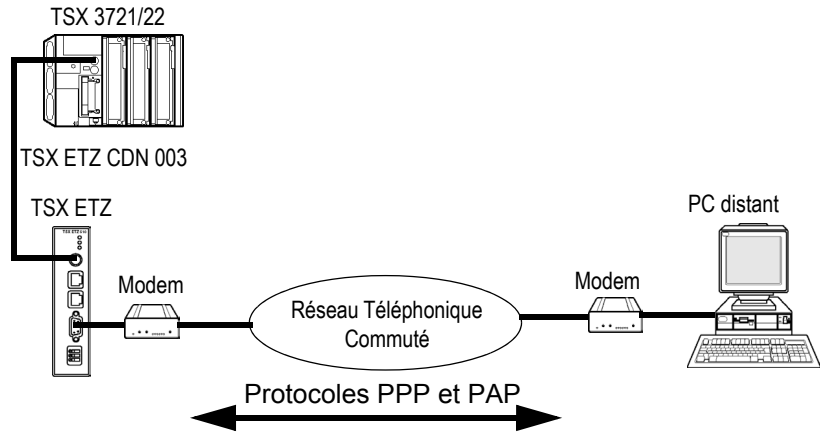 TSX 3721/22
TSX ETZ CDN 003
TSX ETZ
PC distant
Modem
Modem
Réseau Téléphonique
Commuté
Protocoles PPP et PAP